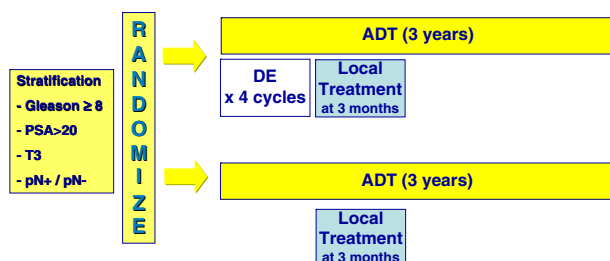 Stratification
- Gleason ≥ 8
- PSA>20
- T3
- pN+ / pN-
RANDOMIZE
ADT (3 years)
DE
x 4 cycles
Local
Treatment
at 3 months
ADT (3 years)
Local
Treatment
at 3 months